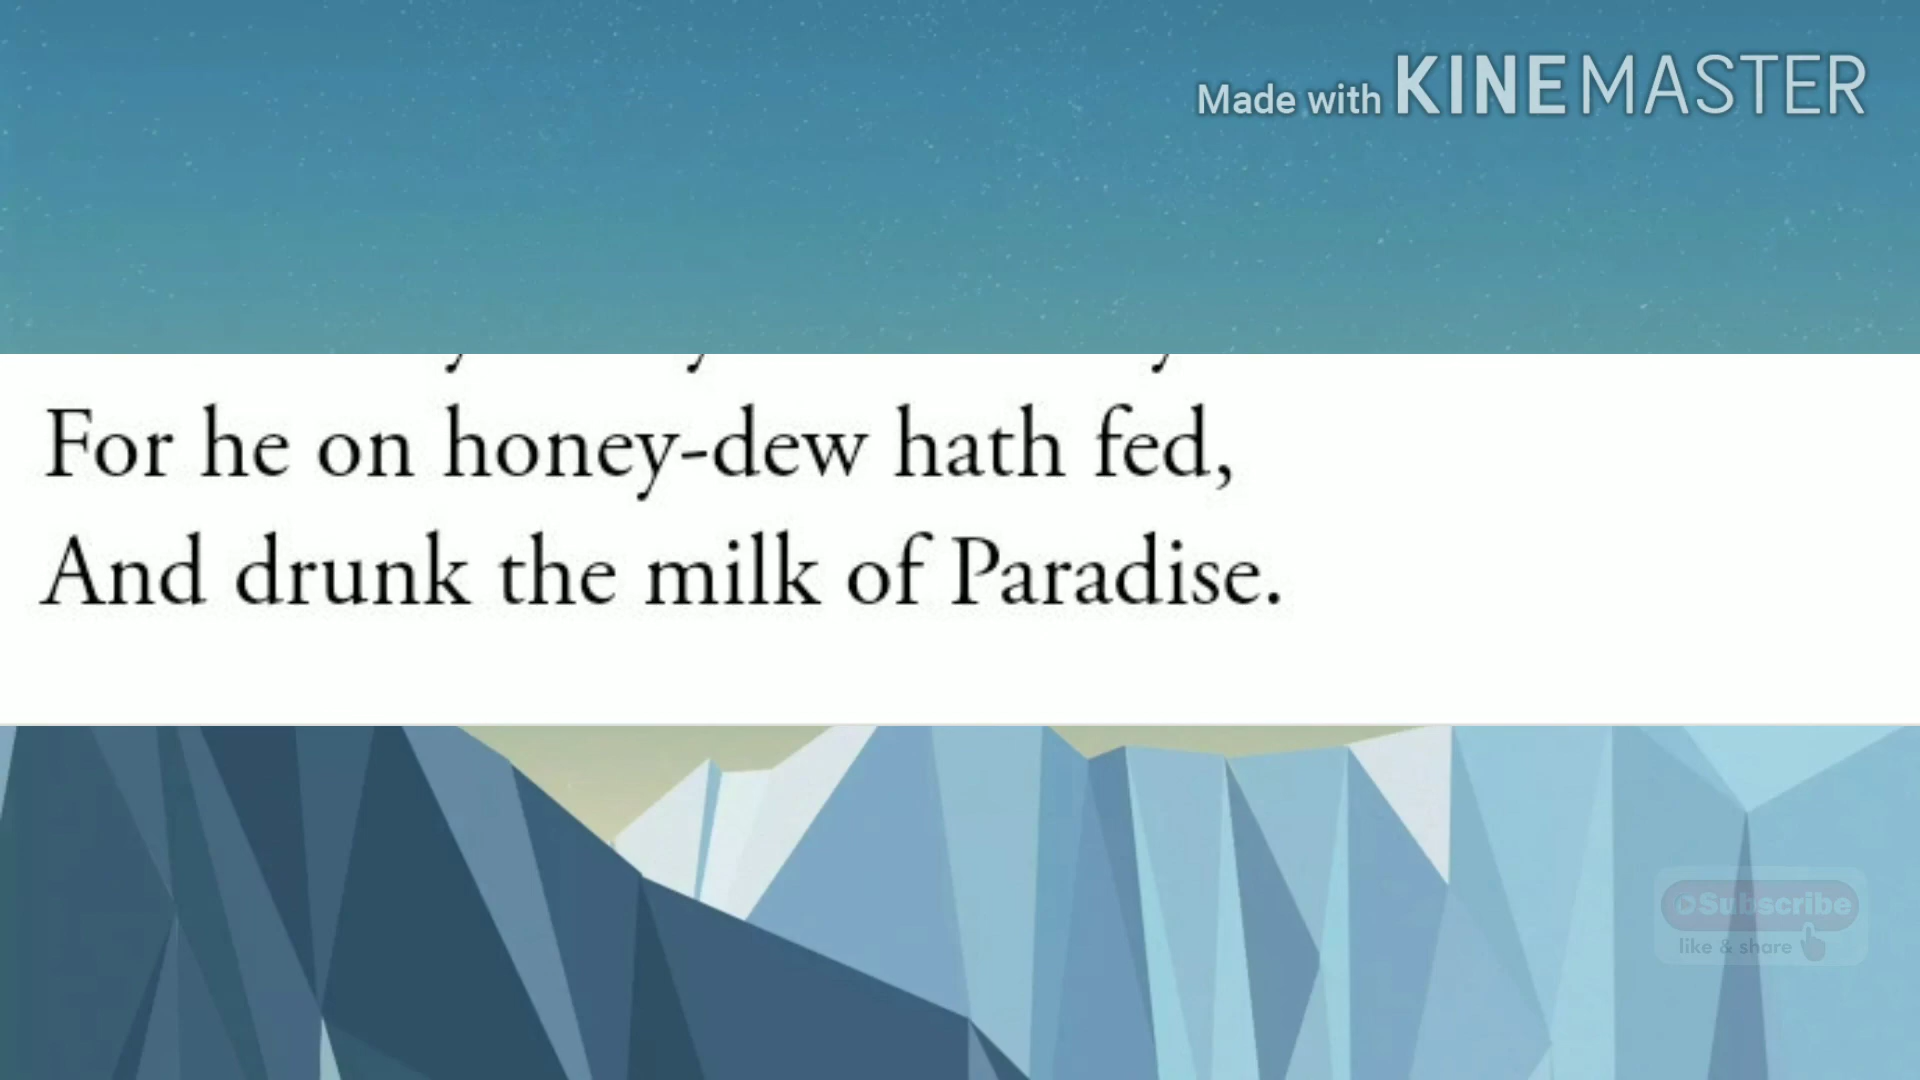 Made with KINEMASTER
For he on honey-dew hath fed,
And drunk the milk of Paradise.
Subscribe
like & share